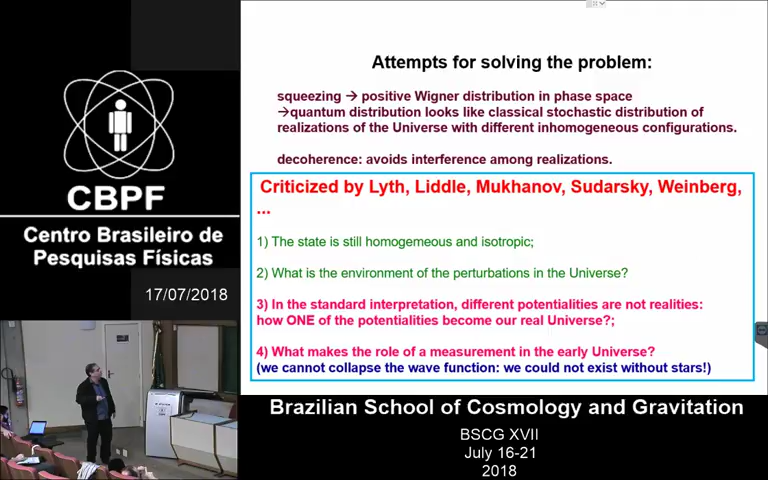 Attempts for solving the problem:
squeezing → positive Wigner distribution in phase space
→quantum distribution looks like classical stochastic distribution of
realizations of the Universe with different inhomogeneous configurations.
decoherence: avoids interference among realizations.
Criticized by Lyth, Liddle, Mukhanov, Sudarsky, Weinberg,
...
1) The state is still homogemeous and isotropic;
2) What is the environment of the perturbations in the Universe?
3) In the standard interpretation, different potentialities are not realities:
how ONE of the potentialities become our real Universe?;
4) What makes the role of a measurement in the early Universe?
(we cannot collapse the wave function: we could not exist without stars!)
CBPF
Centro Brasileiro de
Pesquisas Físicas
17/07/2018
Brazilian School of Cosmology and Gravitation
BSCG XVII
July 16-21
2018